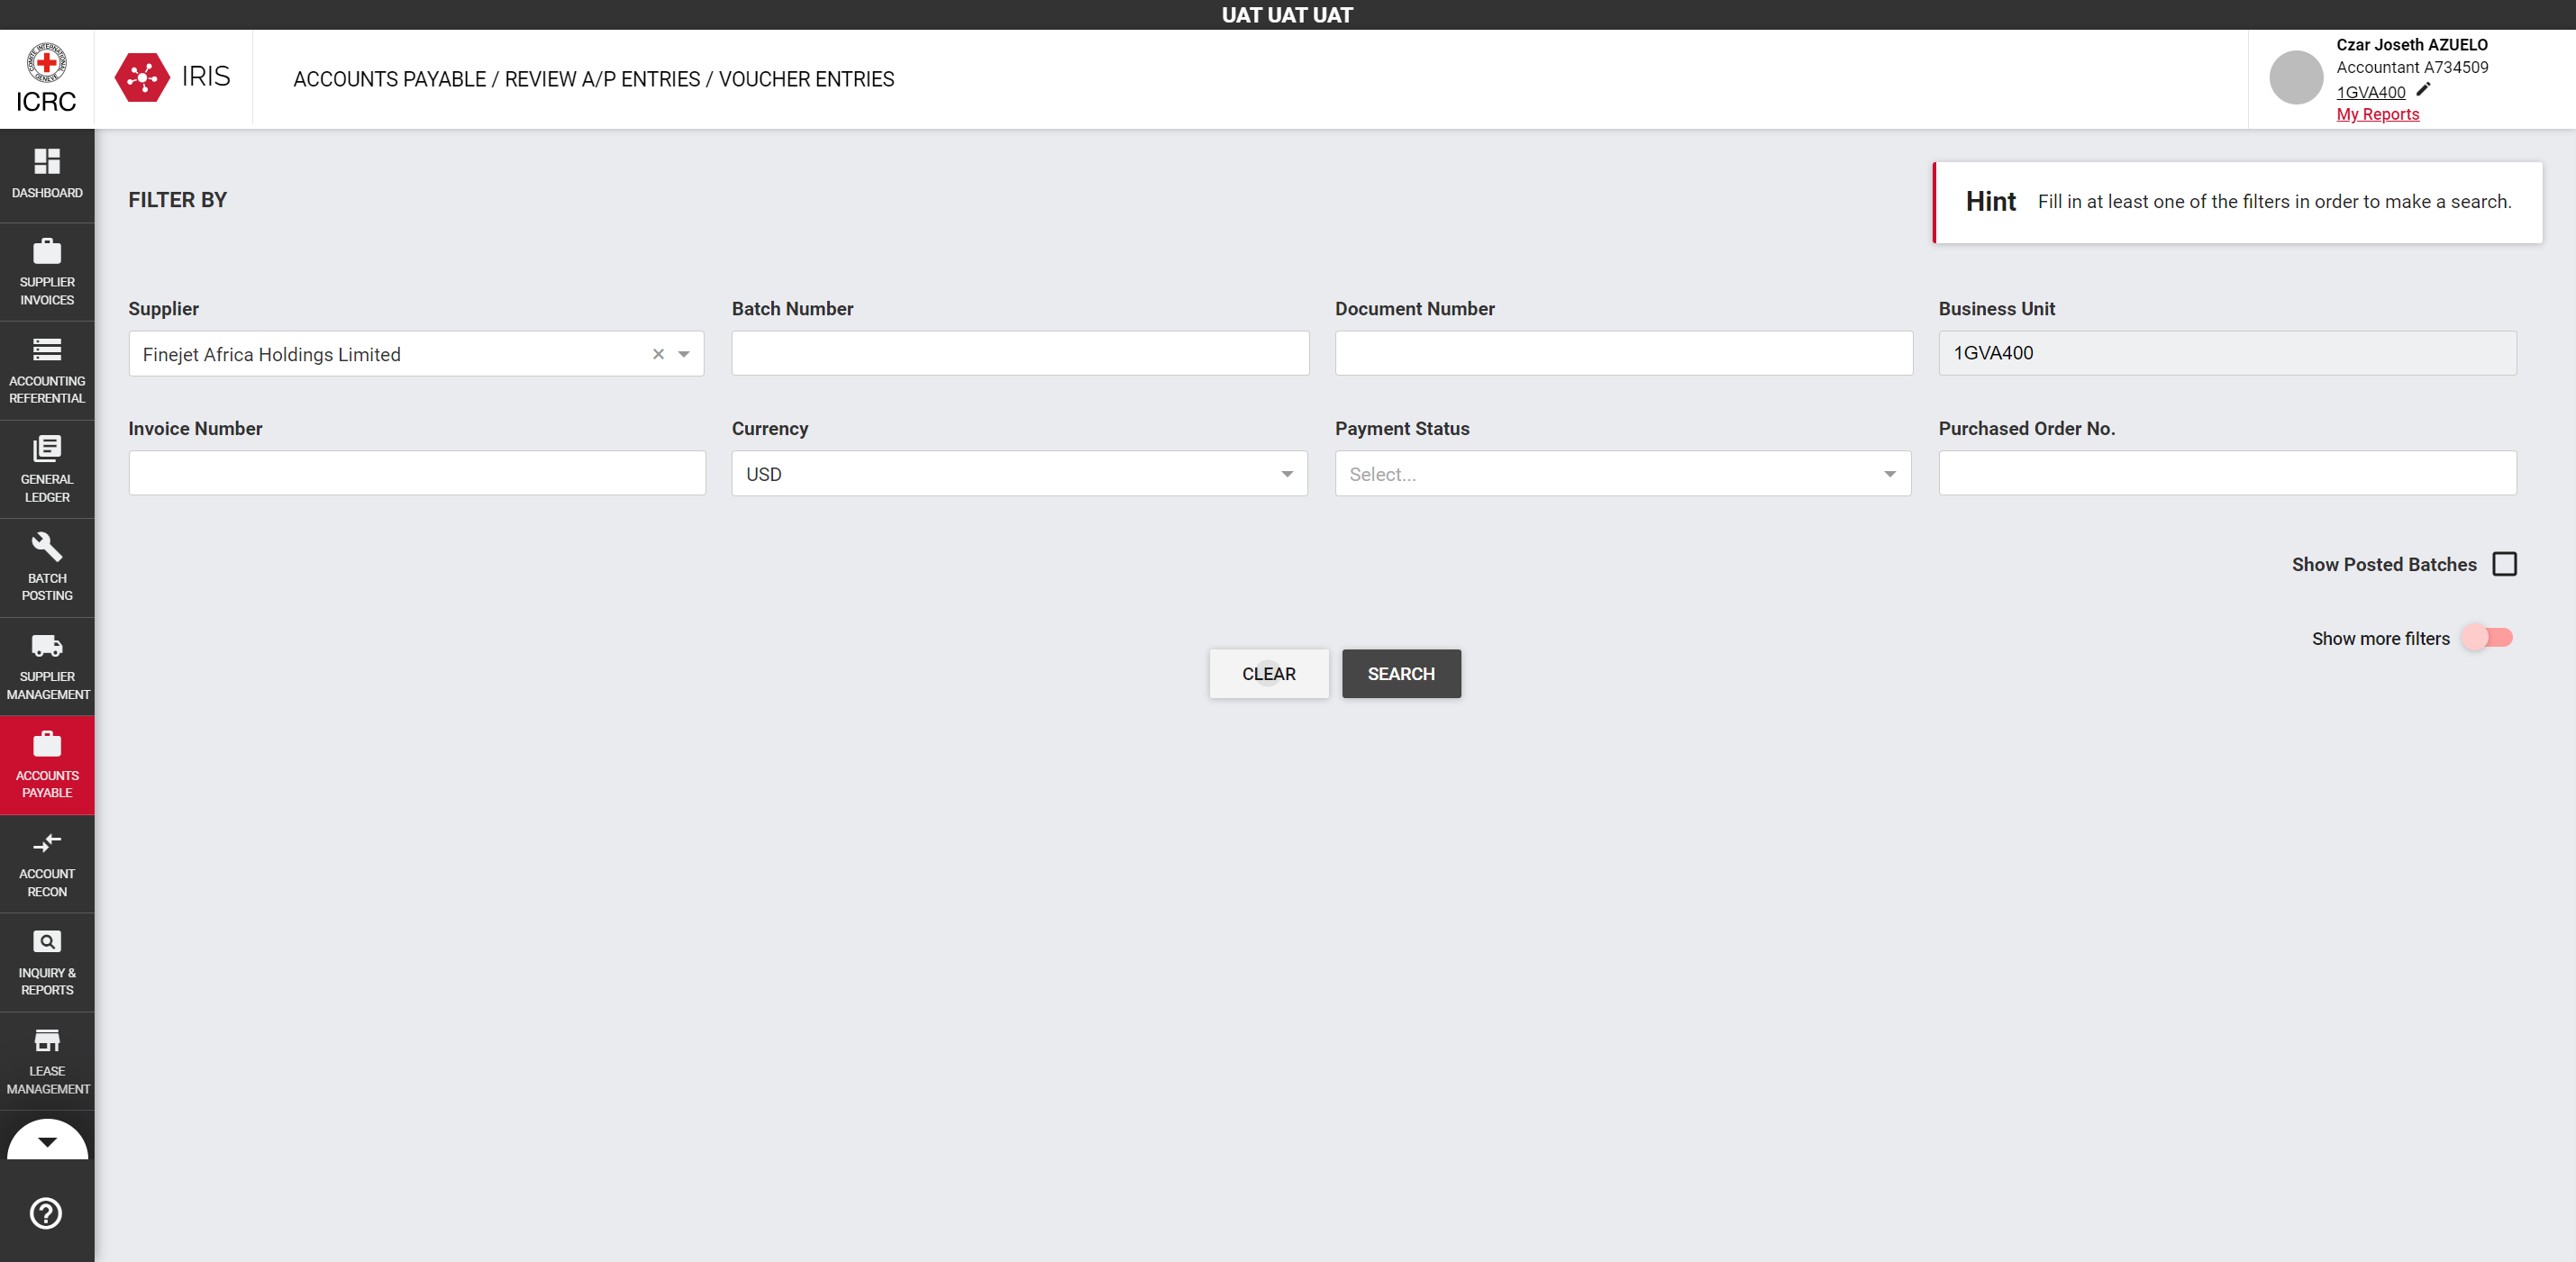 UAT UAT UAT
ICRC
IRIS
ACCOUNTS PAYABLE / REVIEW A/P ENTRIES / VOUCHER ENTRIES
Czar Joseth AZUELO
Accountant A734509
1GVA400
My Reports
DASHBOARD
SUPPLIER
INVOICES
ACCOUNTING
REFERENTIAL
GENERAL
LEDGER
BATCH
POSTING
SUPPLIER
MANAGEMENT
ACCOUNTS
PAYABLE
ACCOUNT
RECON
INQUIRY &
REPORTS
LEASE
MANAGEMENT
FILTER BY
Hint Fill in at least one of the filters in order to make a search.
Supplier
Finejet Africa Holdings Limited
Batch Number
Document Number
Business Unit
1GVA400
Invoice Number
Currency
USD
Payment Status
Select...
Purchased Order No.
Show Posted Batches
Show more filters
CLEAR
SEARCH